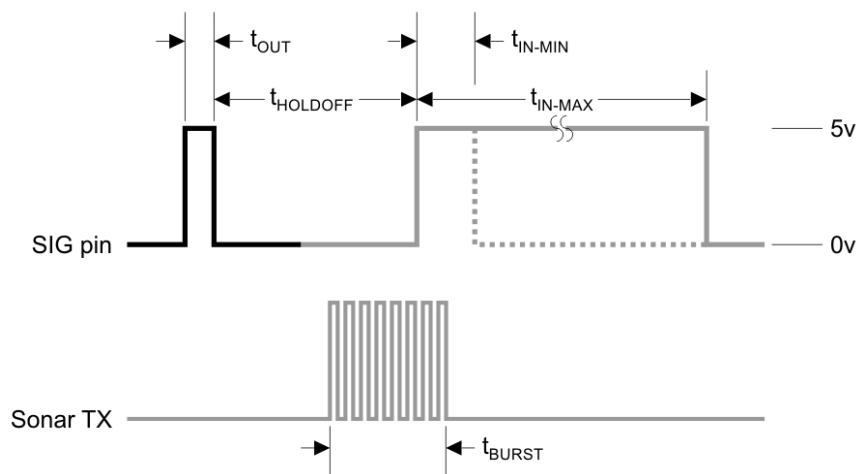 tOUT
tIN-MIN
tHOLDOFF
tIN-MAX
5v
SIG pin
0v
Sonar TX
tBURST